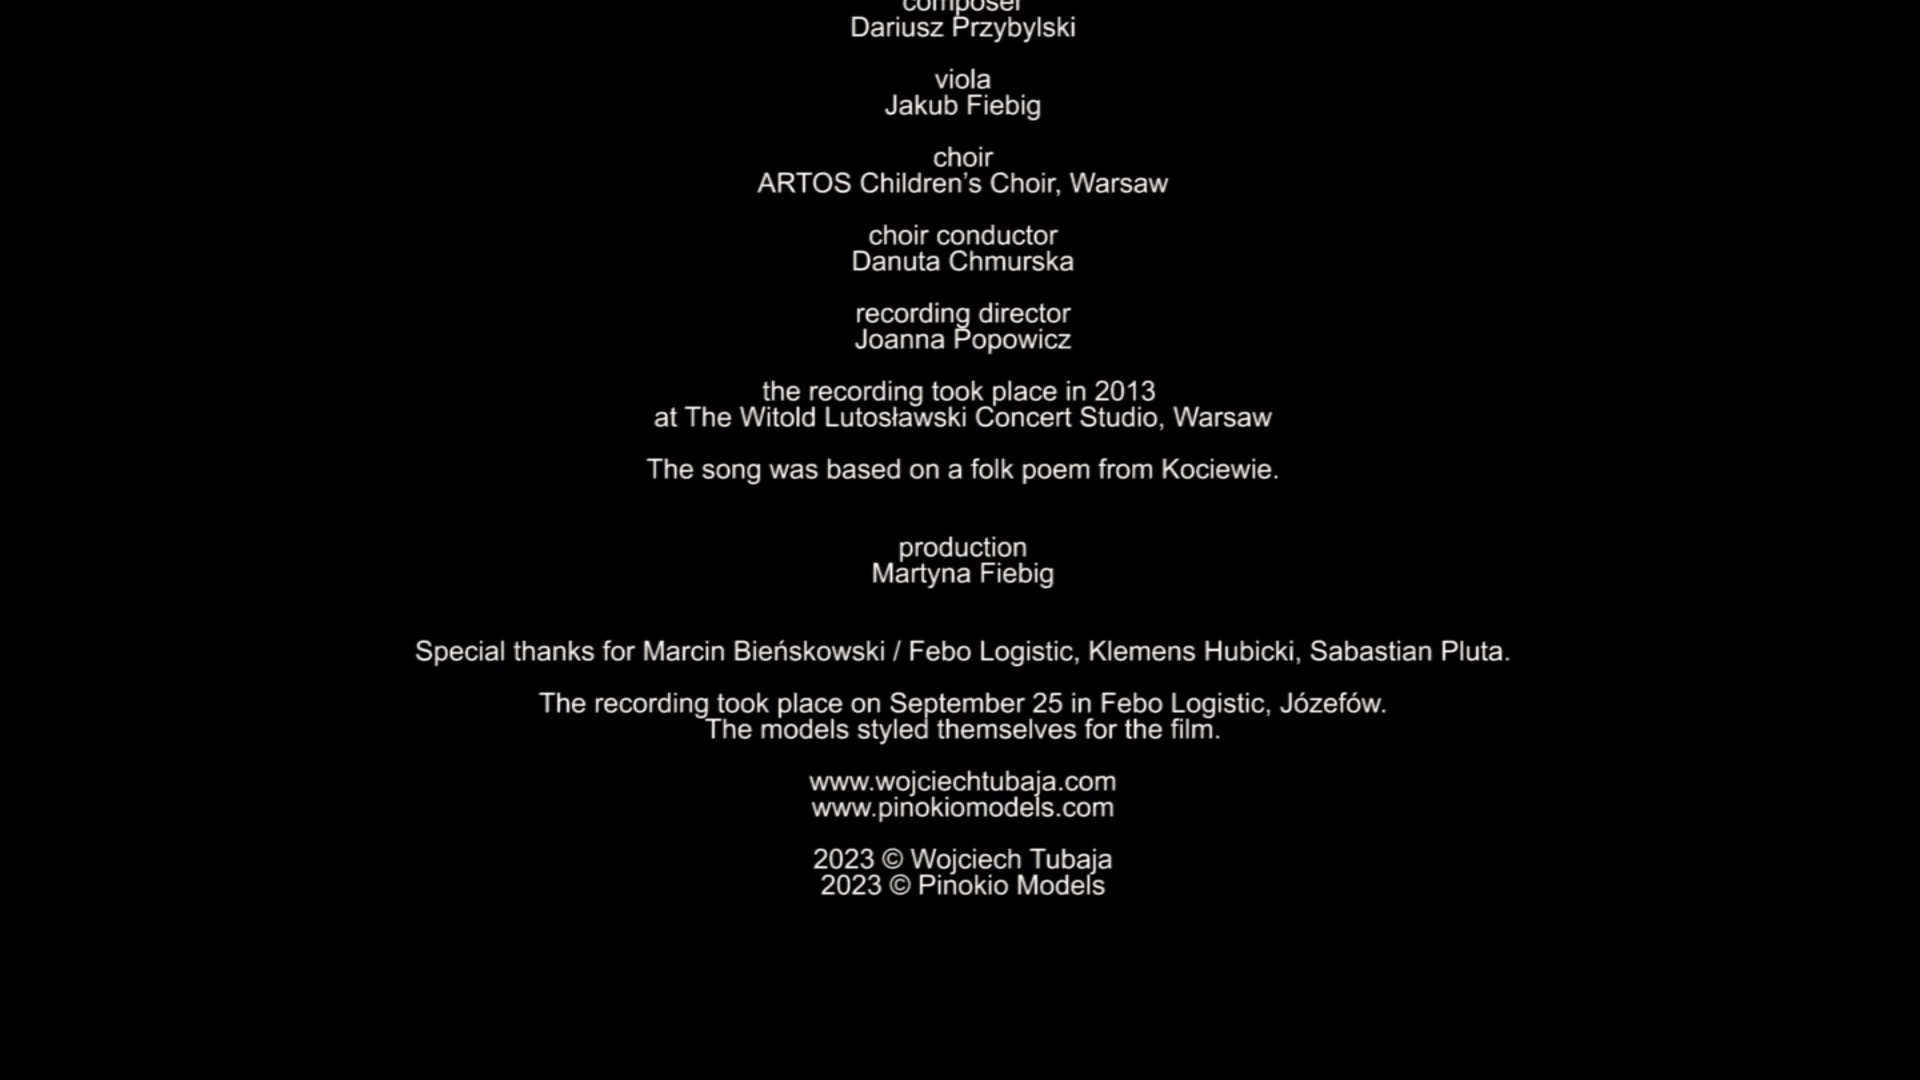 composer
Dariusz Przybylski
viola
Jakub Fiebig
choir
ARTOS Children’s Choir, Warsaw
choir conductor
Danuta Chmurska
recording director
Joanna Popowicz
the recording took place in 2013
at The Witold Lutosławski Concert Studio, Warsaw
The song was based on a folk poem from Kociewie.
production
Martyna Fiebig
Special thanks for Marcin Bieńskowski / Febo Logistic, Klemens Hubicki, Sabastian Pluta.
The recording took place on September 25 in Febo Logistic, Józefów.
The models styled themselves for the film.
www.wojciechtubaja.com
www.pinokiomodels.com
2023 © Wojciech Tubaja
2023 © Pinokio Models